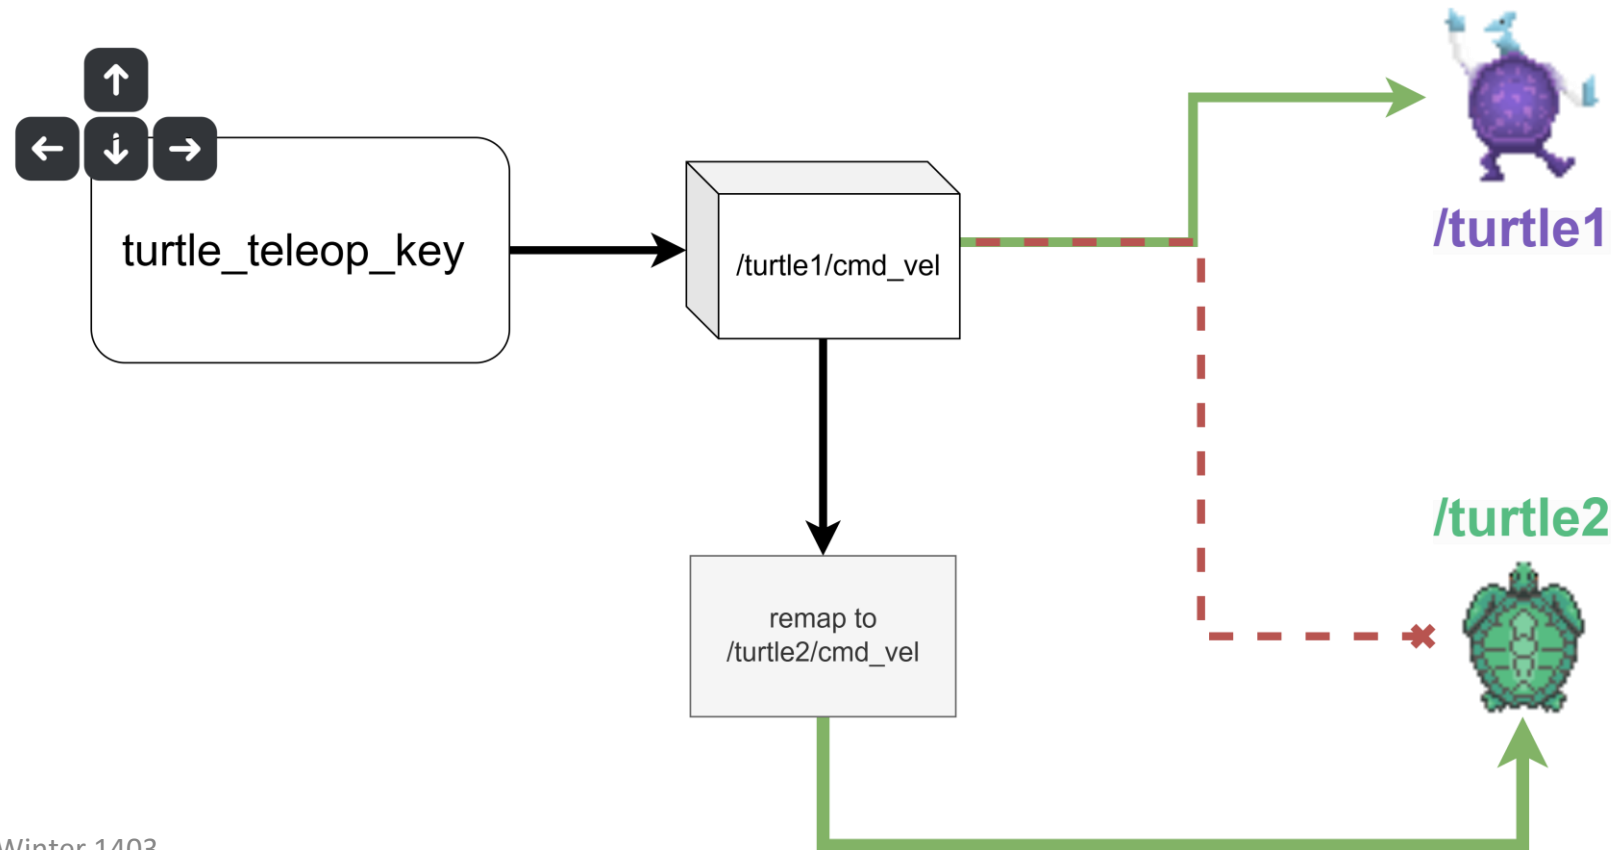 turtle_teleop_key
/turtle1/cmd_vel
/turtle1
/turtle2
remap to
/turtle2/cmd_vel
Winter 1403